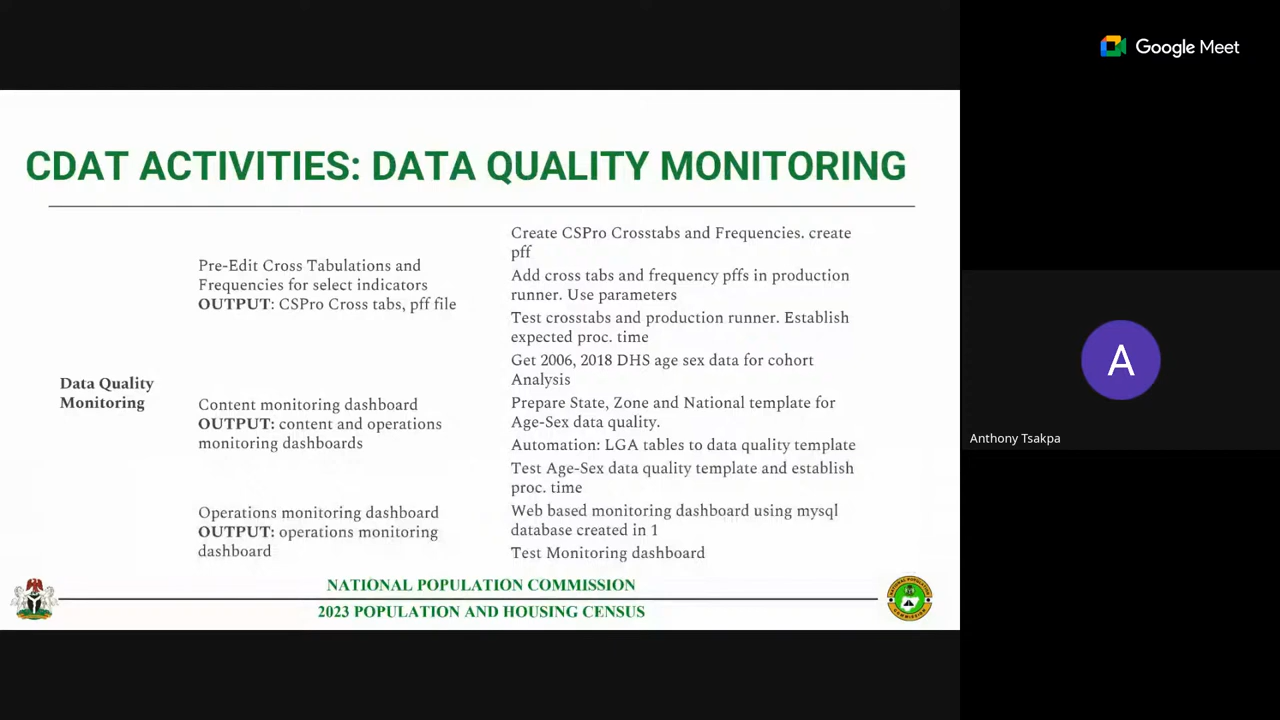 Google Meet
CDAT ACTIVITIES: DATA QUALITY MONITORING
Data Quality
Monitoring
Pre-Edit Cross Tabulations and
Frequencies for select indicators
OUTPUT: CSPro Cross tabs, pff file
Content monitoring dashboard
OUTPUT: content and operations
monitoring dashboards
Operations monitoring dashboard
OUTPUT: operations monitoring
dashboard
Create CSPro Crosstabs and Frequencies. create
pff
Add cross tabs and frequency pffs in production
runner. Use parameters
Test crosstabs and production runner. Establish
expected proc. time
Get 2006, 2018 DHS age sex data for cohort
Analysis
Prepare State, Zone and National template for
Age-Sex data quality.
Automation: LGA tables to data quality template
Test Age-Sex data quality template and establish
proc. time
Web based monitoring dashboard using mysql
database created in 1
Test Monitoring dashboard
NATIONAL POPULATION COMMISSION
2023 POPULATION AND HOUSING CENSUS
A
Anthony Tsakpa